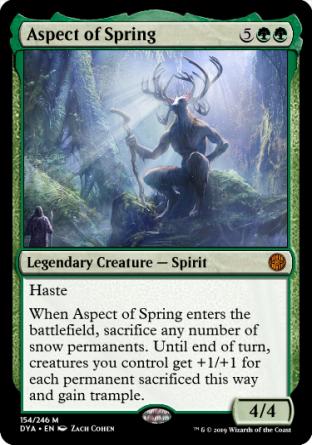 Aspect of Spring 5
Legendary Creature — Spirit
Haste
When Aspect of Spring enters the
battlefield, sacrifice any number of
snow permanents. Until end of turn,
creatures you control get +1/+1 for
each permanent sacrificed this way
and gain trample.
154/246 M
DYA • EN Zach Cohen
™ & © 2019 Wizards of the Coast
4/4